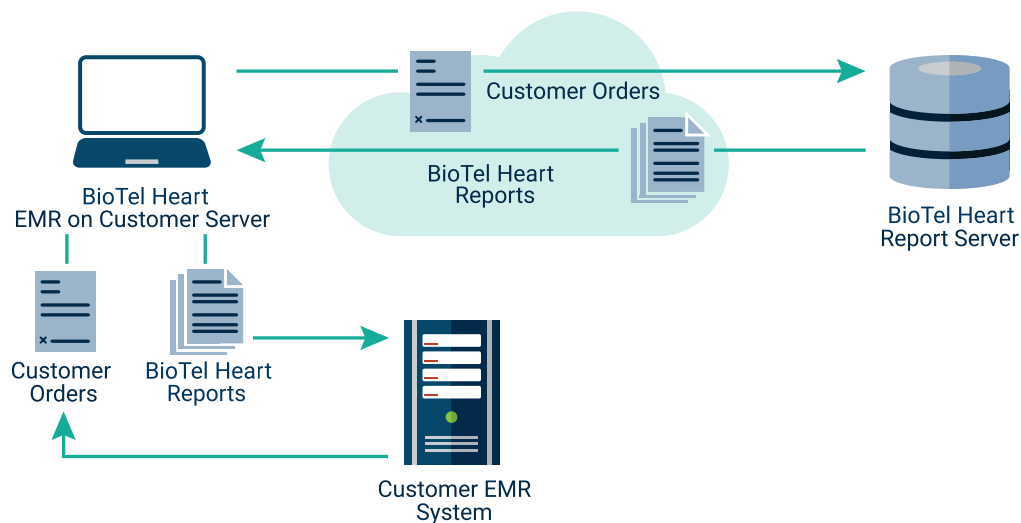 Customer Orders
BioTel Heart
Reports
BioTel Heart
EMR on Customer Server
BioTel Heart
Report Server
Customer
Orders
BioTel Heart
Reports
Customer EMR
System